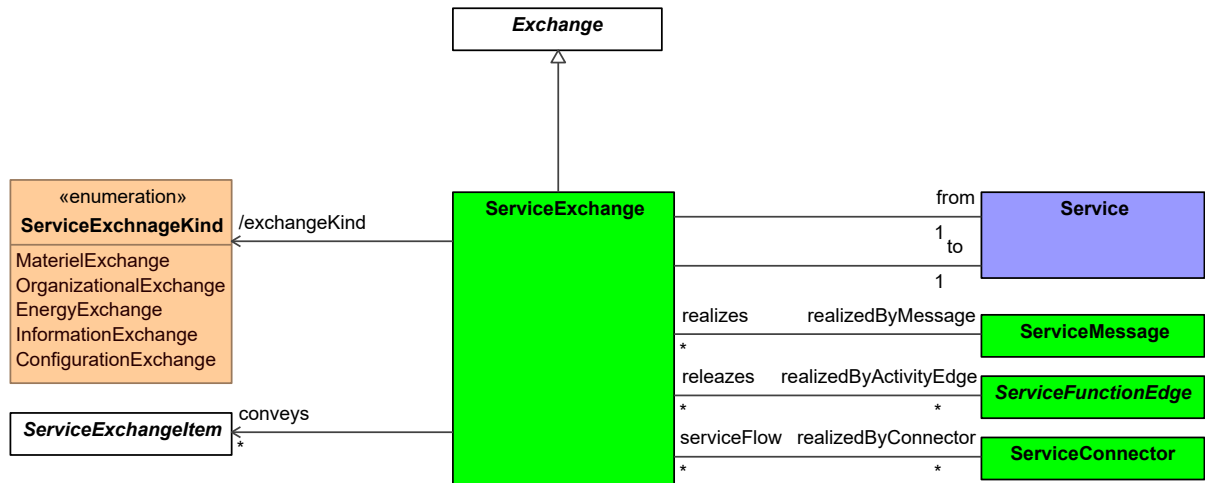 Exchange
«enumeration»
ServiceExchnageKind
MaterielExchange
OrganizationalExchange
EnergyExchange
InformationExchange
ConfigurationExchange
/exchangeKind
ServiceExchange
from
1
to
1
Service
realizes
*
realizedByMessage
ServiceMessage
releazes
*
realizedByActivityEdge
*
ServiceFunctionEdge
serviceFlow
*
realizedByConnector
*
ServiceConnector
conveys
*
ServiceExchangeItem